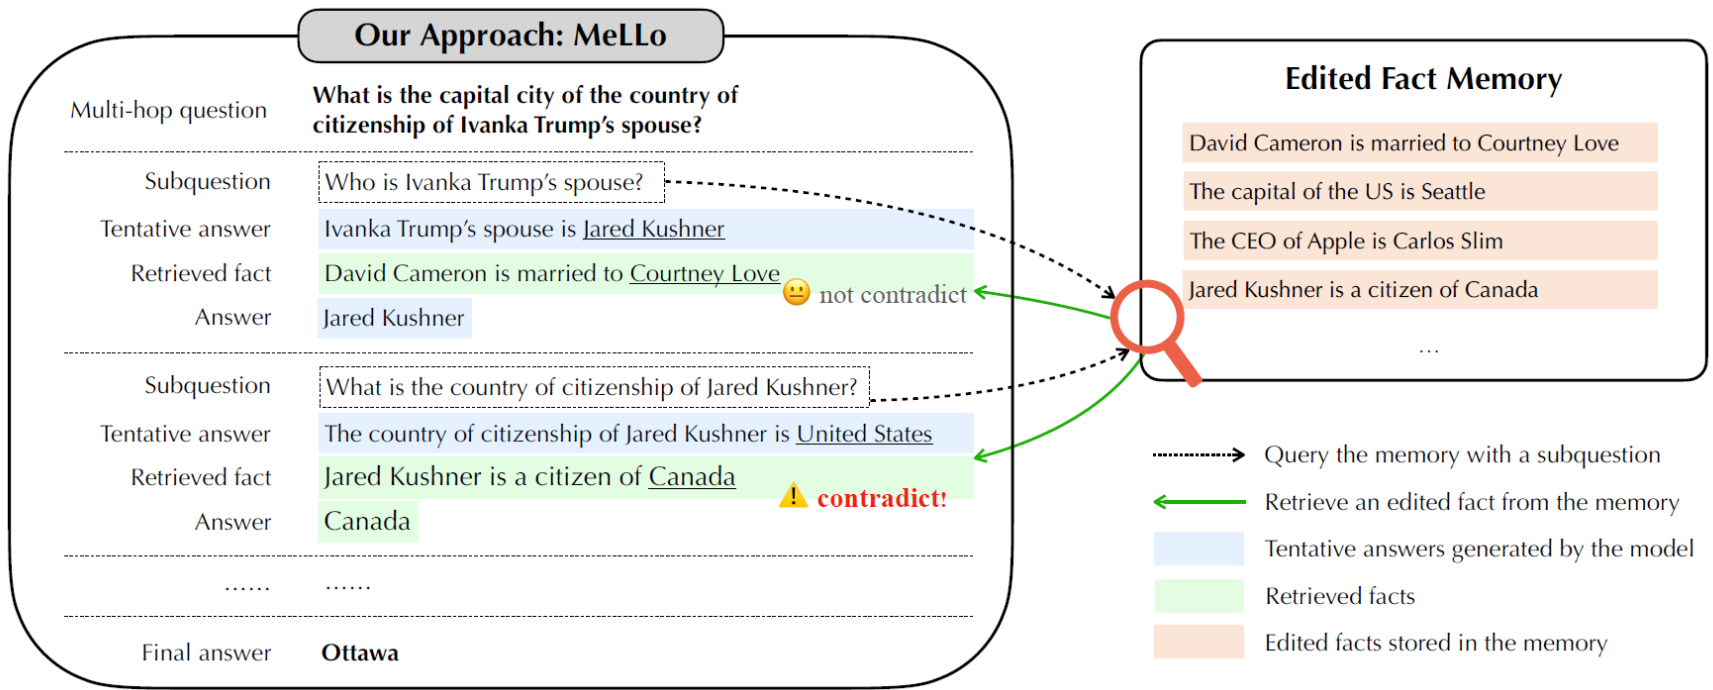 Our Approach: MeLLo
Multi-hop question
What is the capital city of the country of
citizenship of Ivanka Trump's spouse?
Subquestion
Who is Ivanka Trump's spouse?
Tentative answer
Ivanka Trump's spouse is Jared Kushner
Retrieved fact
David Cameron is married to Courtney Love
not contradict
Answer
Jared Kushner
Subquestion
What is the country of citizenship of Jared Kushner?
Tentative answer
The country of citizenship of Jared Kushner is United States
Retrieved fact
Jared Kushner is a citizen of Canada
contradict!
Answer
Canada
......
......
Final answer
Ottawa
Edited Fact Memory
David Cameron is married to Courtney Love
The capital of the US is Seattle
The CEO of Apple is Carlos Slim
Jared Kushner is a citizen of Canada
...
Query the memory with a subquestion
Retrieve an edited fact from the memory
Tentative answers generated by the model
Retrieved facts
Edited facts stored in the memory